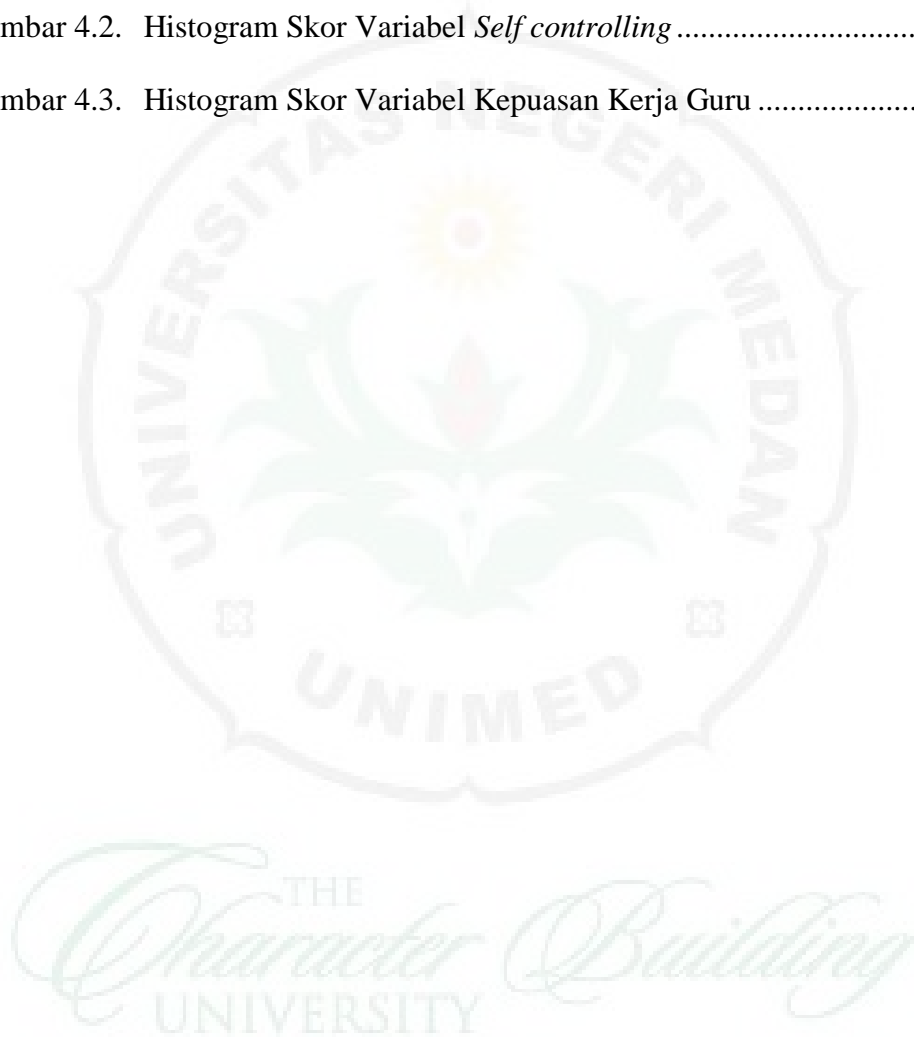 mbar 4.2. Histogram Skor Variabel Self controlling ...............................
mbar 4.3. Histogram Skor Variabel Kepuasan Kerja Guru ....................
UNIVERSITAS NEGERI MEDAN
UNIMED
THE
Character Building
UNIVERSITY